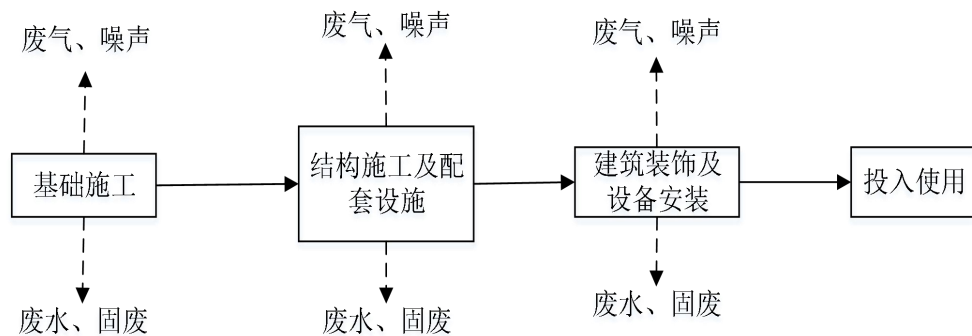 废气、噪声
废气、噪声
废气、噪声
基础施工
结构施工及配
套设施
建筑装饰及
设备安装
投入使用
废水、固废
废水、固废
废水、固废